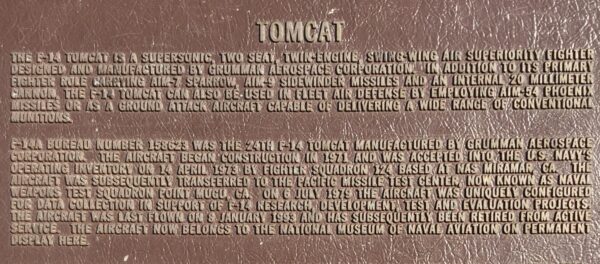 TOMCAT
THE F-14 TOMCAT IS A SUPERSONIC, TWO SEAT, TWIN-ENGINE, SWING-WING AIR SUPERIORITY FIGHTER
DESIGNED AND MANUFACTURED BY GRUMMAN AEROSPACE CORPORATION. IN ADDITION TO ITS PRIMARY
FIGHTER ROLE CARRYING AIM-7 SPARROW, AIM-9 SIDEWINDER MISSILES AND AN INTERNAL 20 MILLIMETER
CANNON, THE F-14 TOMCAT CAN ALSO BE USED IN FLEET AIR DEFENSE BY EMPLOYING AIM-54 PHOENIX
MISSILES OR AS A GROUND ATTACK AIRCRAFT CAPABLE OF DELIVERING A WIDE RANGE OF CONVENTIONAL
MUNITIONS.
F-14A BUREAU NUMBER 158623 WAS THE 24TH F-14 TOMCAT MANUFACTURED BY GRUMMAN AEROSPACE
CORPORATION. THE AIRCRAFT BEGAN CONSTRUCTION IN 1971 AND WAS ACCEPTED INTO THE U.S. NAVY'S
OPERATING INVENTORY ON 14 APRIL 1973 BY FIGHTER SQUADRON 124 BASED AT NAS MIRAMAR, CA. THE
AIRCRAFT WAS SUBSEQUENTLY TRANSFERRED TO THE PACIFIC MISSILE TEST CENTER, NOW KNOWN AS NAVAL
WEAPONS TEST SQUADRON POINT MUGU, CA. ON 6 JULY 1976 THE AIRCRAFT WAS UNIQUELY CONFIGURED
FOR DATA COLLECTION IN SUPPORT OF F-14 RESEARCH, DEVELOPMENT, TEST AND EVALUATION PROJECTS.
THE AIRCRAFT WAS LAST FLOWN ON 8 JANUARY 1993 AND HAS SUBSEQUENTLY BEEN RETIRED FROM ACTIVE
SERVICE. THE AIRCRAFT NOW BELONGS TO THE NATIONAL MUSEUM OF NAVAL AVIATION ON PERMANENT
DISPLAY HERE.